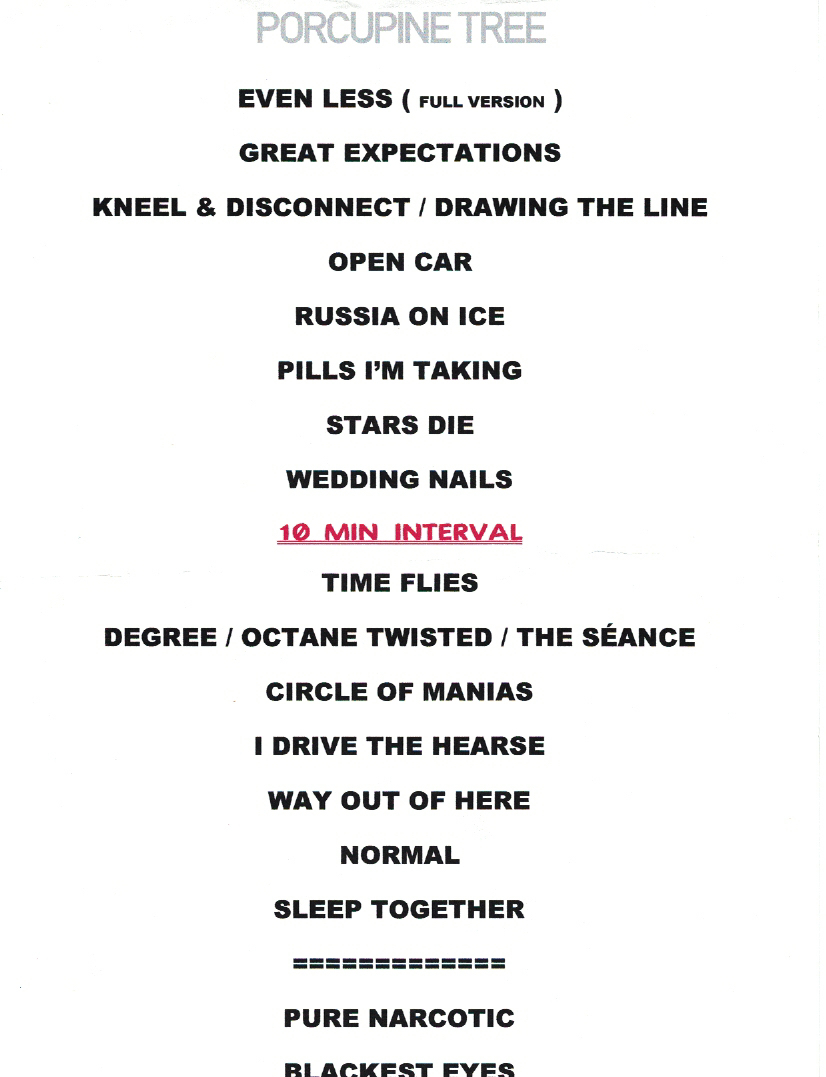 PORCUPINE TREE
EVEN LESS ( FULL VERSION )
GREAT EXPECTATIONS
KNEEL & DISCONNECT / DRAWING THE LINE
OPEN CAR
RUSSIA ON ICE
PILLS I'M TAKING
STARS DIE
WEDDING NAILS
10 MIN INTERVAL
TIME FLIES
DEGREE / OCTANE TWISTED / THE SÉANCE
CIRCLE OF MANIAS
I DRIVE THE HEARSE
WAY OUT OF HERE
NORMAL
SLEEP TOGETHER
=============
PURE NARCOTIC
BLACKEST EYES